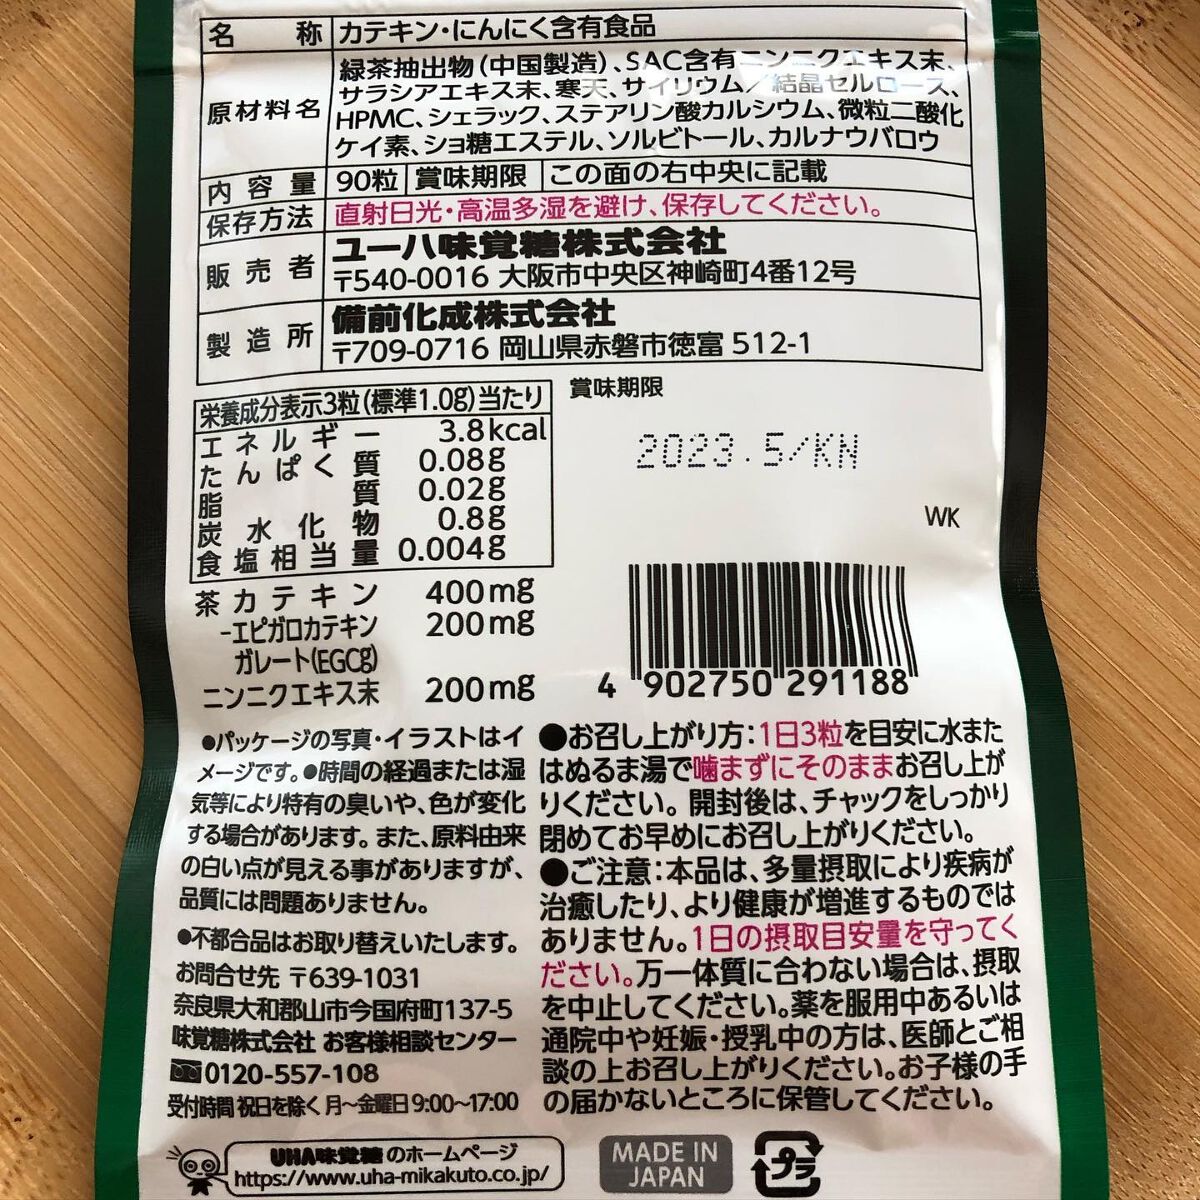 名称 カテキン・にんにく含有食品
原材料名 緑茶抽出物(中国製造)、SAC含有ニンニクエキス末、
サラシアエキス末、寒天、サイリウム/結晶セルロース、
HPMC、シェラック、ステアリン酸カルシウム、微粒二酸化
ケイ素、ショ糖エステル、ソルビトール、カルナウバロウ
内容量 90粒 賞味期限 この面の右中央に記載
保存方法 直射日光・高温多湿を避け、保存してください。
販売者 ユーハ味覚糖株式会社
〒540-0016 大阪市中央区神崎町4番12号
製造所 備前化成株式会社
〒709-0716 岡山県赤磐市徳富 512-1
栄養成分表示3粒(標準1.0g)当たり
エネルギー 3.8kcal
たんぱく質 0.08g
脂質 0.02g
炭水化物 0.8g
食塩相当量 0.004g
茶カテキン 400mg
-エピガロカテキン 200mg
ガレート(EGCg)
ニンニクエキス末 200mg
賞味期限
2023.5/KN
WK
4 902750 291188
●パッケージの写真・イラストはイ
メージです。●時間の経過または湿
気等により特有の臭いや、色が変化
する場合があります。また、原料由来
の白い点が見える事がありますが、
品質には問題ありません。
●不都合品はお取り替えいたします。
お問合せ先 〒639-1031
奈良県大和郡山市今国府町137-5
味覚糖株式会社 お客様相談センター
0120-557-108
受付時間 祝日を除く月〜金曜日9:00〜17:00
●お召し上がり方:1日3粒を目安に水また
はぬるま湯で噛まずにそのままお召し上が
りください。開封後は、チャックをしっかり
閉めてお早めにお召し上がりください。
●ご注意:本品は、多量摂取により疾病が
治癒したり、より健康が増進するものでは
ありません。1日の摂取目安量を守ってく
ださい。万一体質に合わない場合は、摂取
を中止してください。薬を服用中あるいは
通院中や妊娠・授乳中の方は、医師とご相
談の上お召し上がりください。お子様の手
の届かないところに保管してください。
UHA味覚糖のホームページ
https://www.uha-mikakuto.co.jp/
MADE IN
JAPAN
プラ